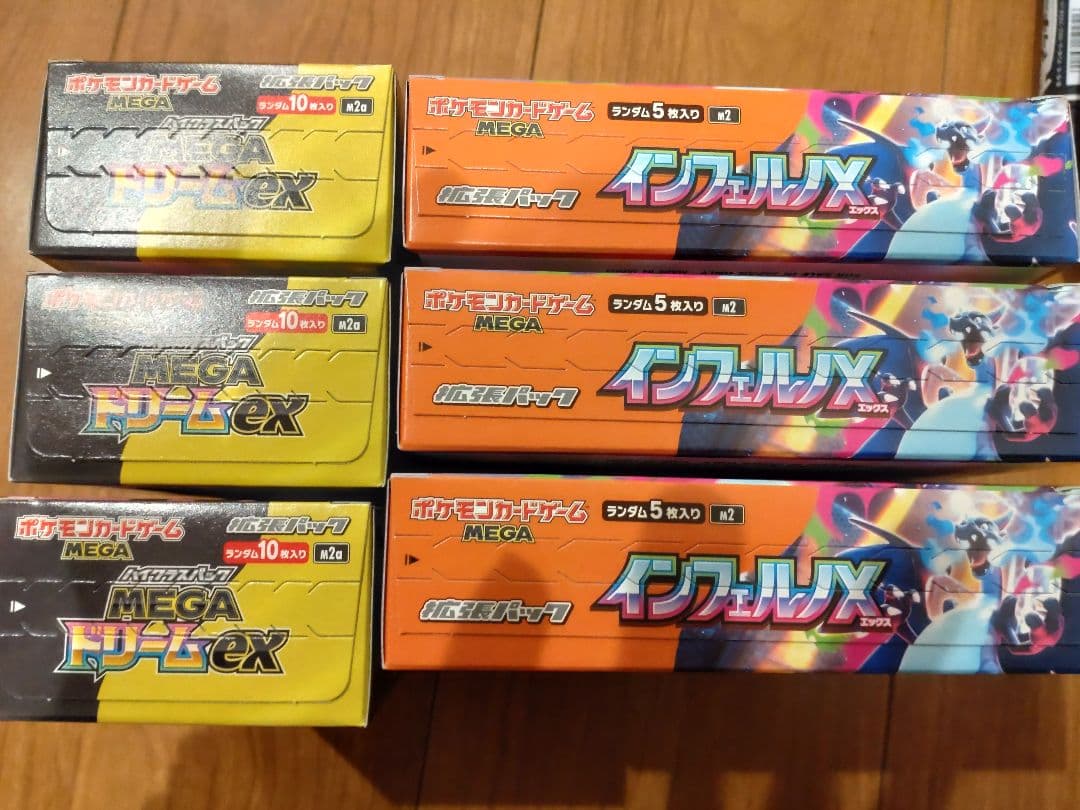 ポケモンカードゲーム
MEGA
拡張パック
ランダム10枚入り
M2a
ハイクラスパック
MEGA
ドリームex
ポケモンカードゲーム
MEGA
ランダム5枚入り
M2
拡張パック
インフェルノX
エックス
ポケモンカードゲーム
拡張パック
ランダム10枚入り
M2a
ハイクラスパック
MEGA
ドリームex
ポケモンカードゲーム
MEGA
ランダム5枚入り
M2
拡張パック
インフェルノX
エックス
ポケモンカードゲーム
MEGA
拡張パック
ランダム10枚入り
M2a
ハイクラスパック
MEGA
ドリームex
ポケモンカードゲーム
MEGA
ランダム5枚入り
M2
拡張パック
インフェルノX
エックス